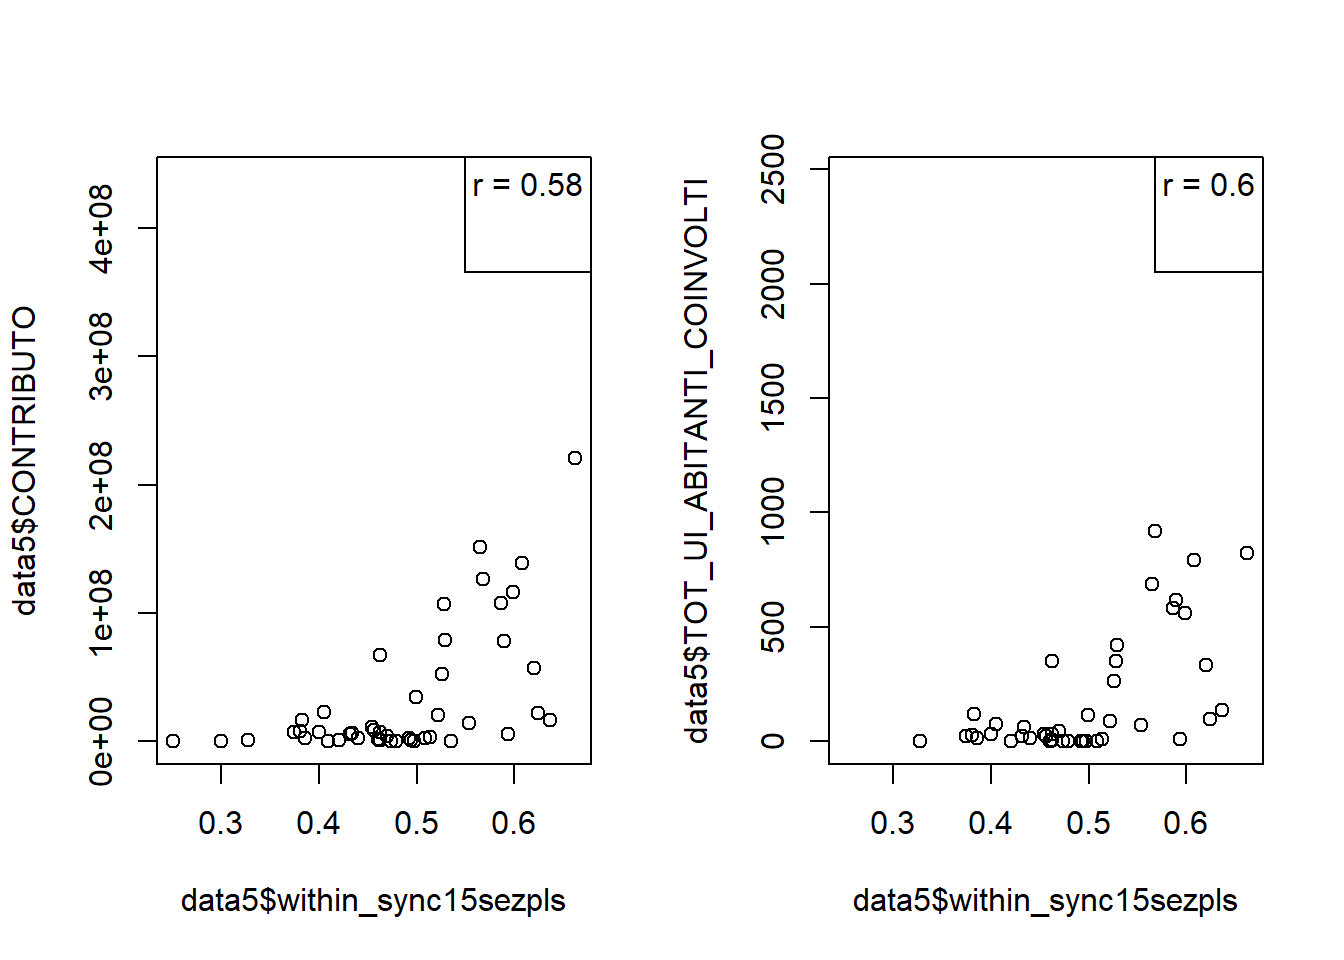 r = 0.58
4e+08
3e+08
2e+08
1e+08
0e+00
data5$CONTRIBUTO
0.3 0.4 0.5 0.6
data5$within_sync15sezpls
r = 0.6
2500
2000
1500
1000
500
0
data5$TOT_UI_ABITANTI_COINVOLTI
0.3 0.4 0.5 0.6
data5$within_sync15sezpls